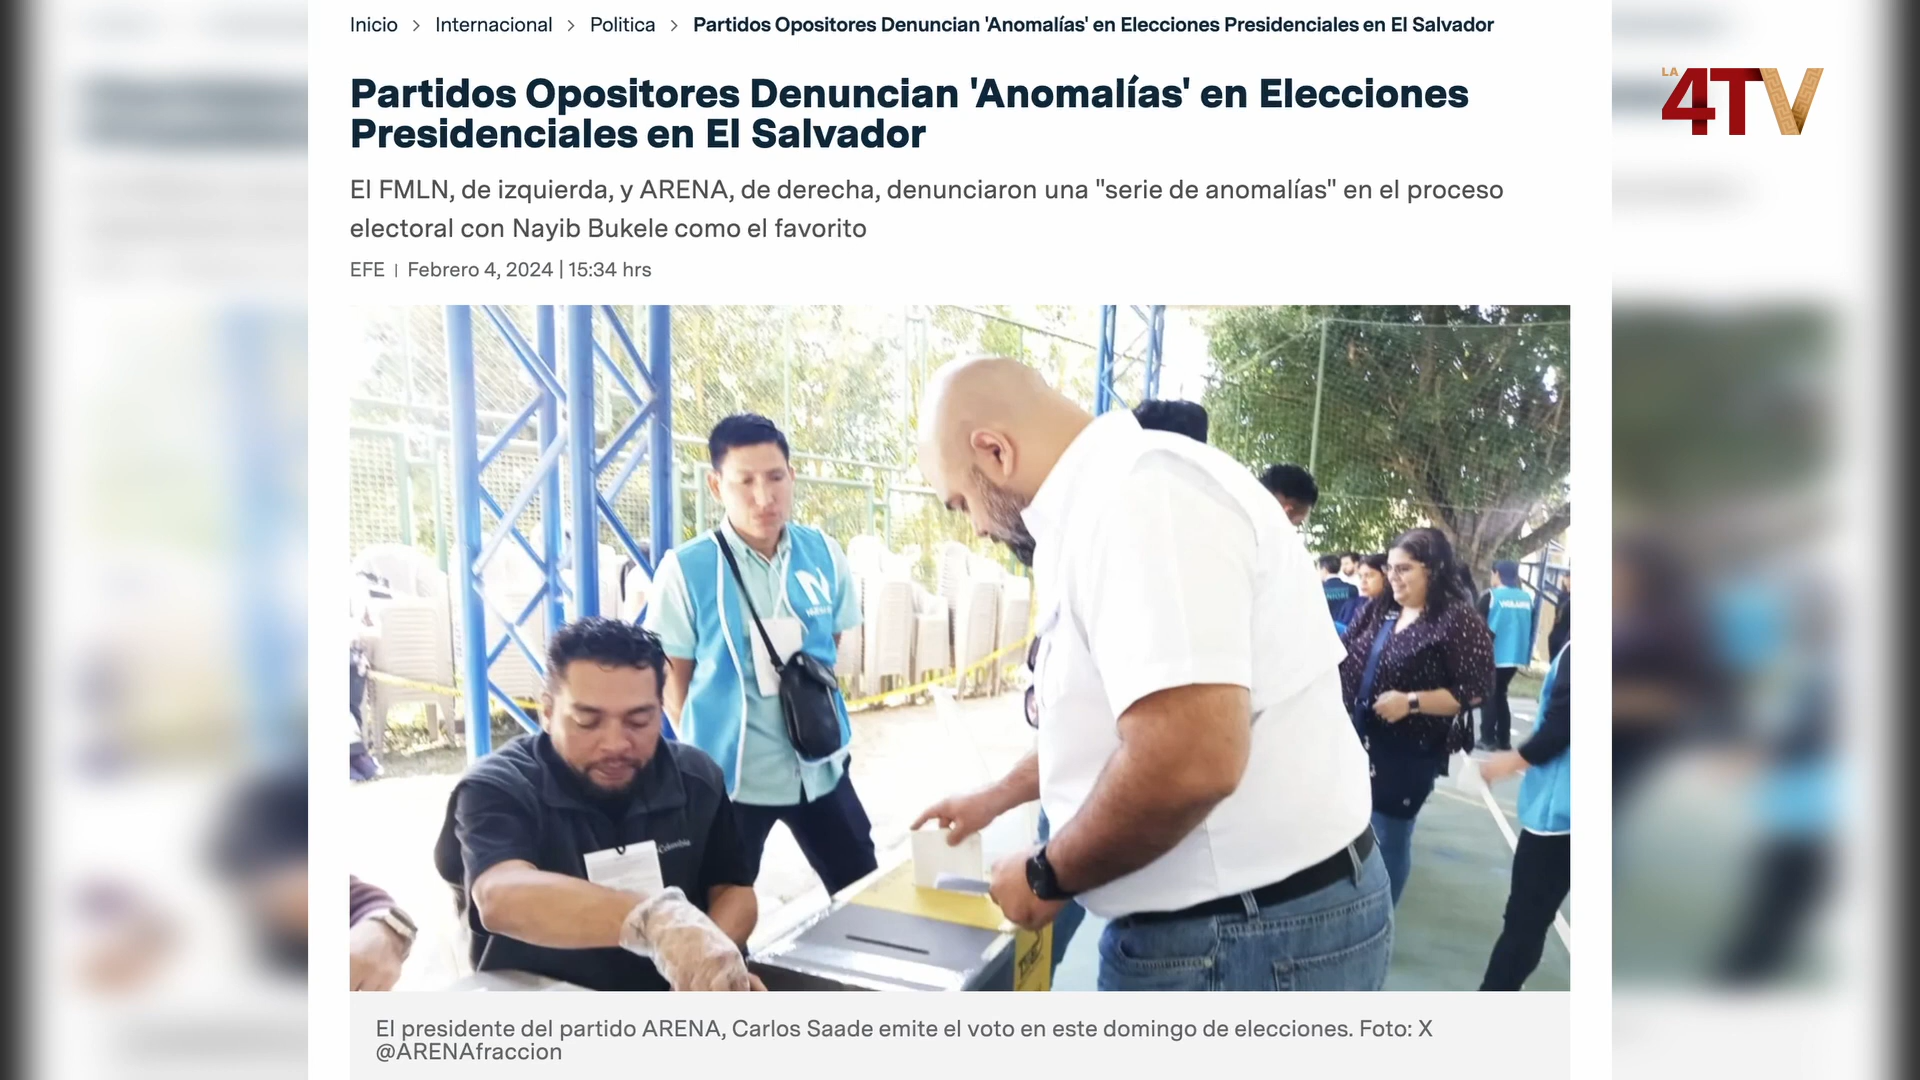 Inicio > Internacional > Politica > Partidos Opositores Denuncian 'Anomalías' en Elecciones Presidenciales en El Salvador
LA
4TV
Partidos Opositores Denuncian 'Anomalías' en Elecciones
Presidenciales en El Salvador
El FMLN, de izquierda, y ARENA, de derecha, denunciaron una "serie de anomalías" en el proceso
electoral con Nayib Bukele como el favorito
EFE | Febrero 4, 2024 | 15:34 hrs
N
Columbia
El presidente del partido ARENA, Carlos Saade emite el voto en este domingo de elecciones. Foto: X
@ARENAfraccion